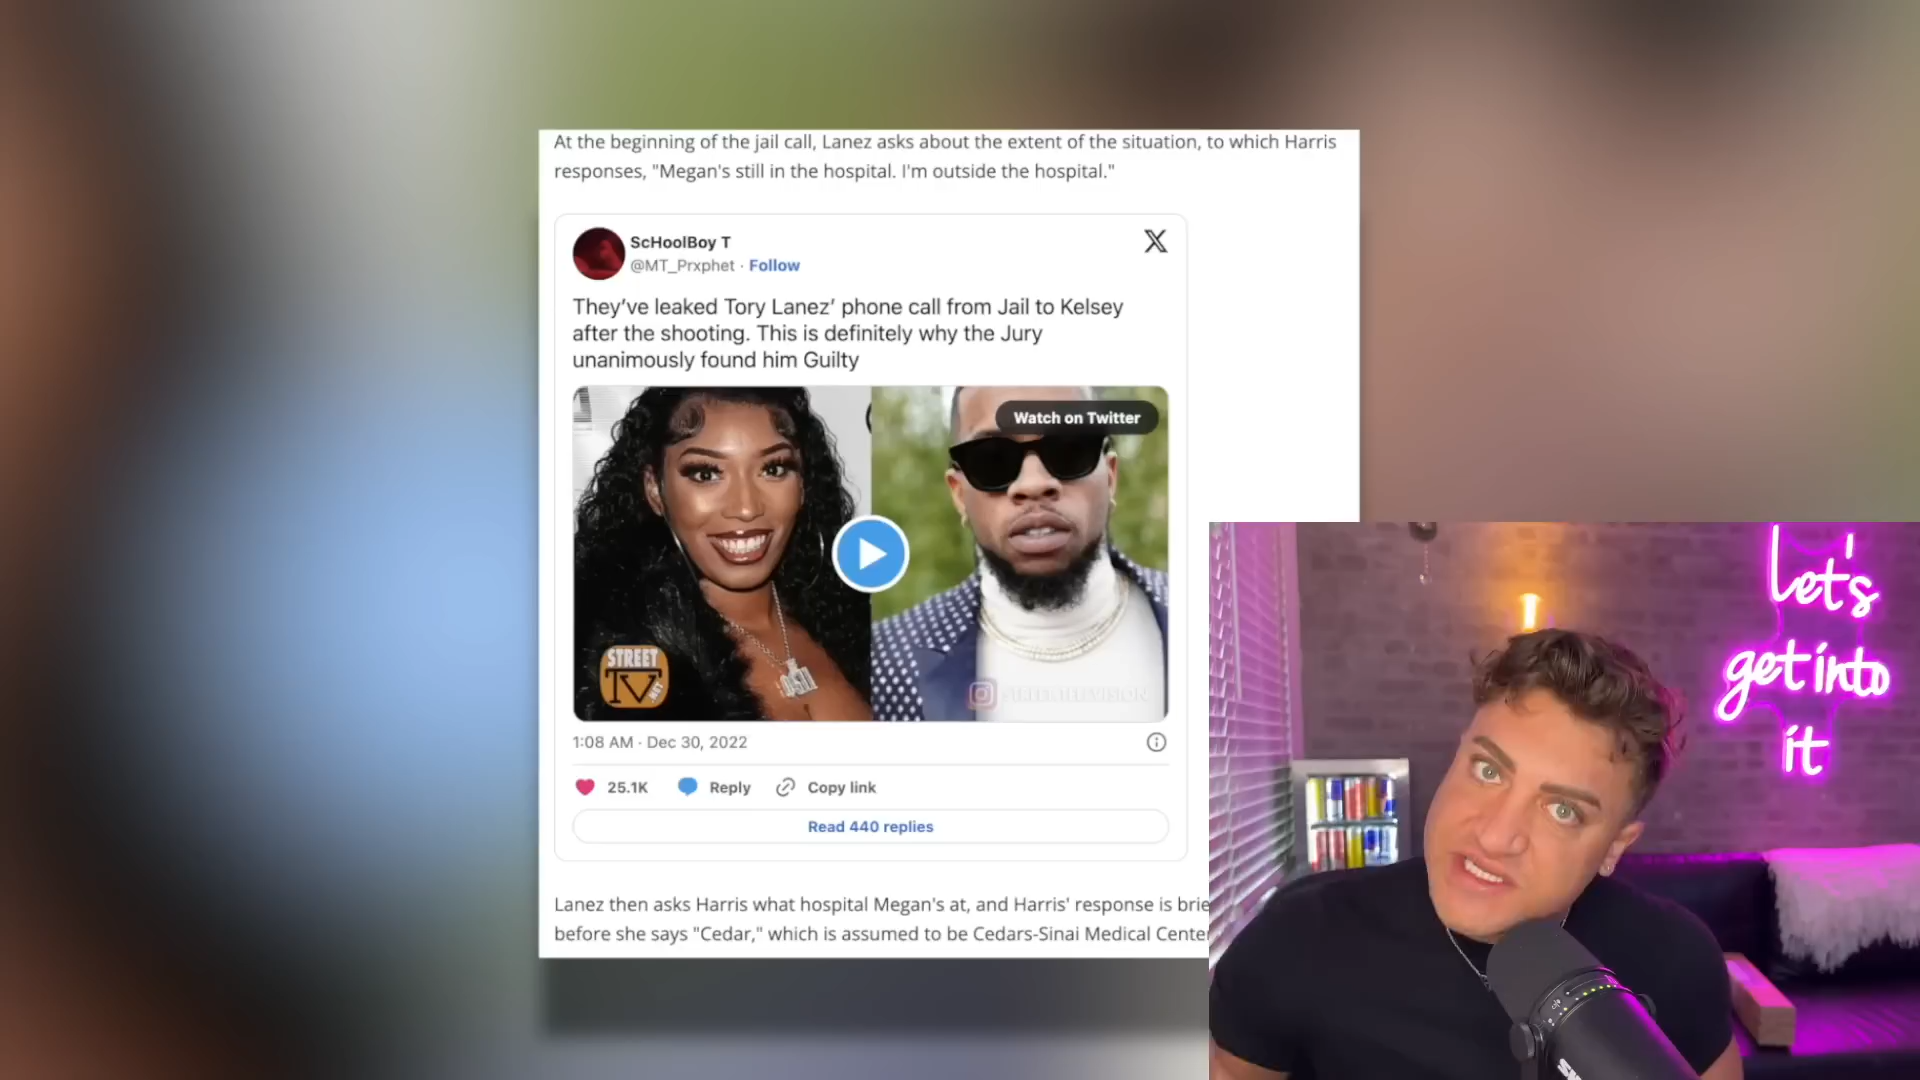 At the beginning of the jail call, Lanez asks about the extent of the situation, to which Harris
responses, "Megan's still in the hospital. I'm outside the hospital."
ScHoolBoy T
@MT_Prxphet · Follow
They've leaked Tory Lanez' phone call from Jail to Kelsey
after the shooting. This is definitely why the Jury
unanimously found him Guilty
Watch on Twitter
STREET
TV
.NET
STREETTELEVISION
1:08 AM · Dec 30, 2022
25.1K Reply Copy link
Read 440 replies
Lanez then asks Harris what hospital Megan's at, and Harris' response is brie
before she says "Cedar," which is assumed to be Cedars-Sinai Medical Center
let's
get into
it